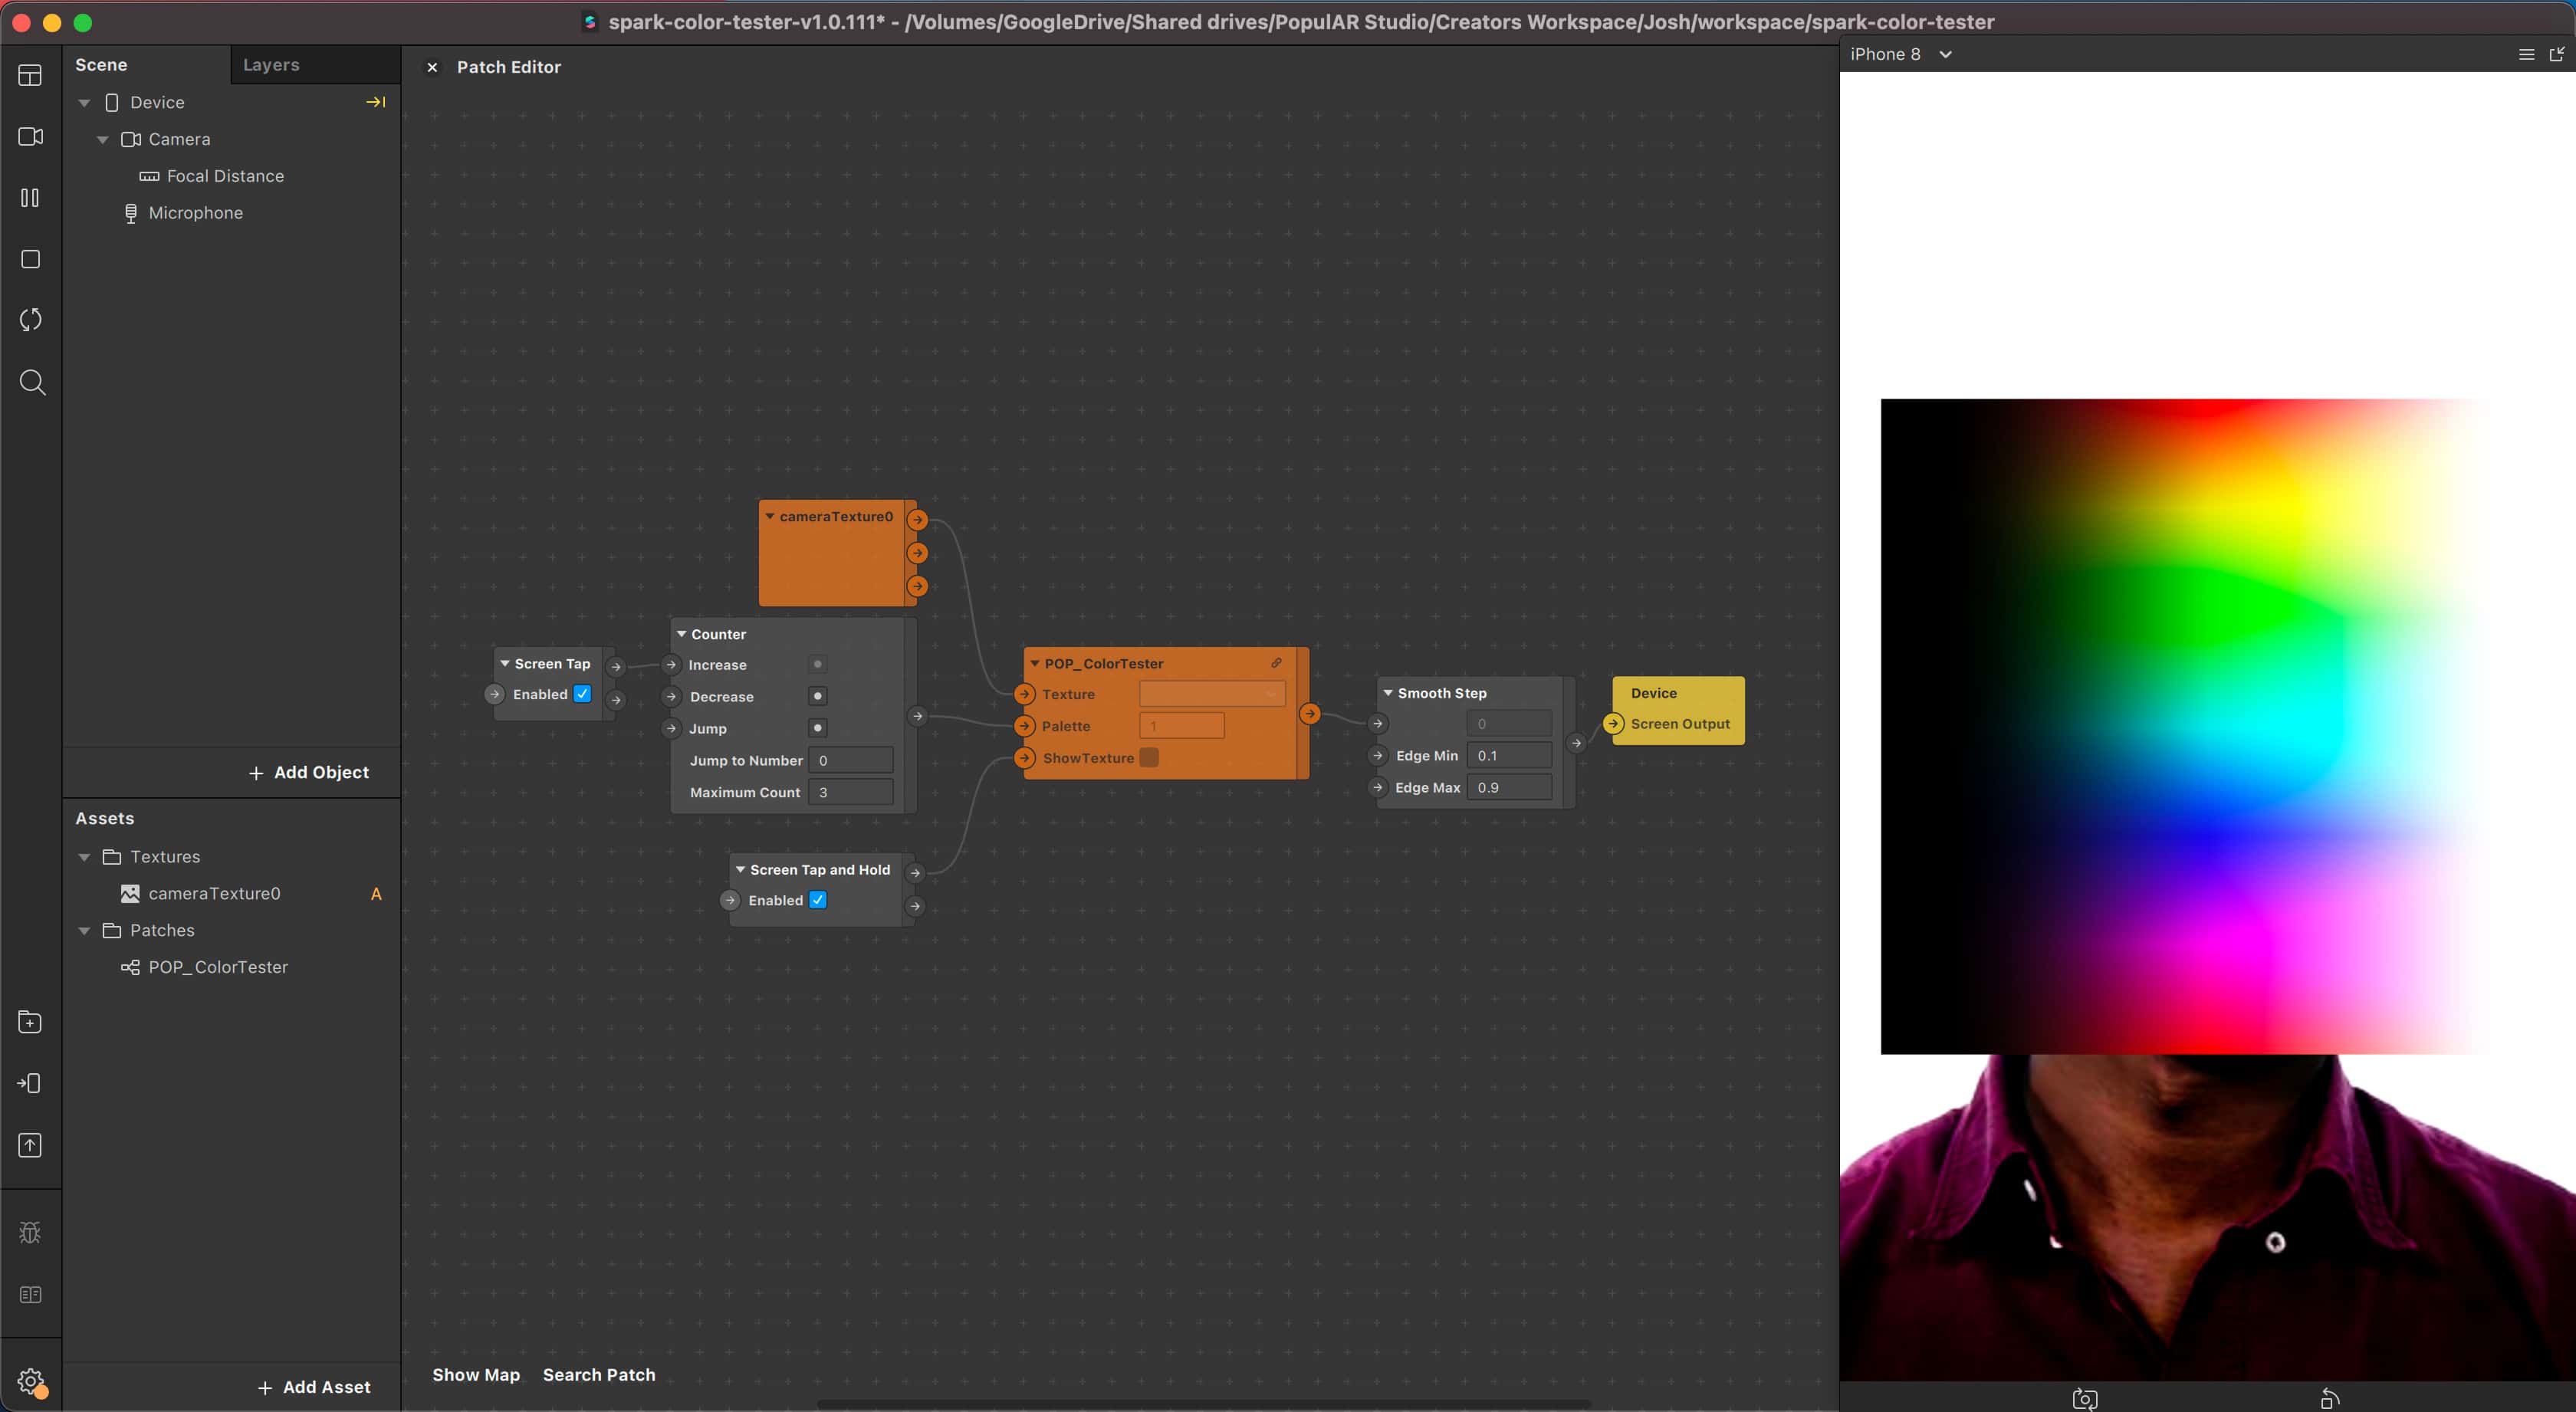 spark-color-tester-v1.0.111* - /Volumes/GoogleDrive/Shared drives/PopulAR Studio/Creators Workspace/Josh/workspace/spark-color-tester
Scene
Layers
Device
Camera
Focal Distance
Microphone
+ Add Object
Assets
Textures
cameraTexture0
A
Patches
POP_ColorTester
+ Add Asset
Patch Editor
cameraTexture0
Screen Tap
Enabled
Counter
Increase
Decrease
Jump
Jump to Number 0
Maximum Count 3
Screen Tap and Hold
Enabled
POP_ColorTester
Texture
Palette 1
ShowTexture
Smooth Step
0
Edge Min 0.1
Edge Max 0.9
Device
Screen Output
Show Map
Search Patch
iPhone 8